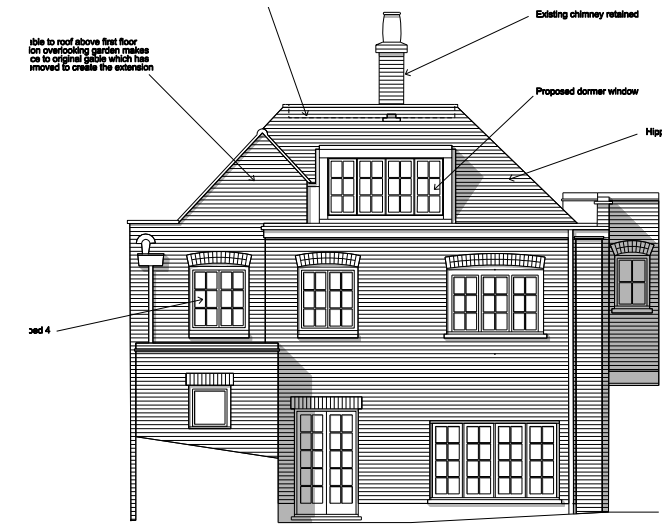 Existing chimney retained
able to roof above first floor
ion overlooking garden makes
ce to original gable which has
emoved to create the extension
Proposed dormer window
Hipp
bed 4